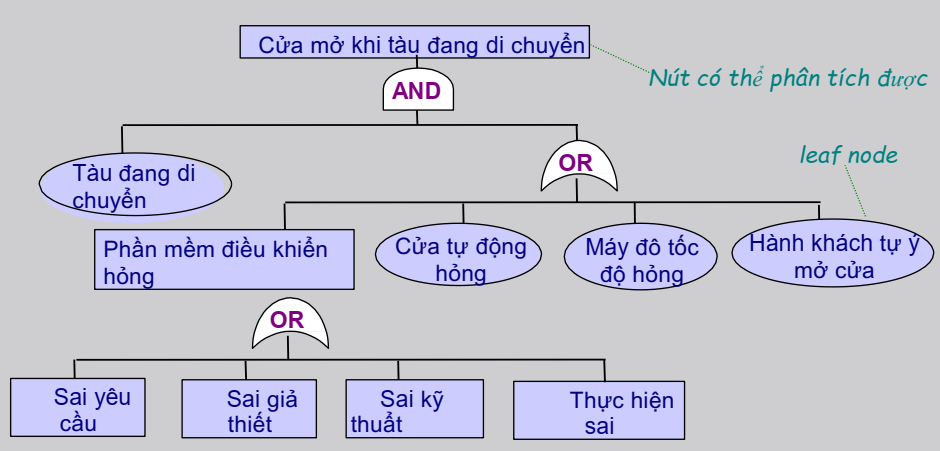 Cửa mở khi tàu đang di chuyển
Nút có thể phân tích được
AND
Tàu đang di
chuyển
OR
leaf node
Phần mềm điều khiển
hỏng
Cửa tự động
hỏng
Máy đô tốc
độ hỏng
Hành khách tự ý
mở cửa
OR
Sai yêu
cầu
Sai giả
thiết
Sai kỹ
thuẩt
Thực hiện
sai